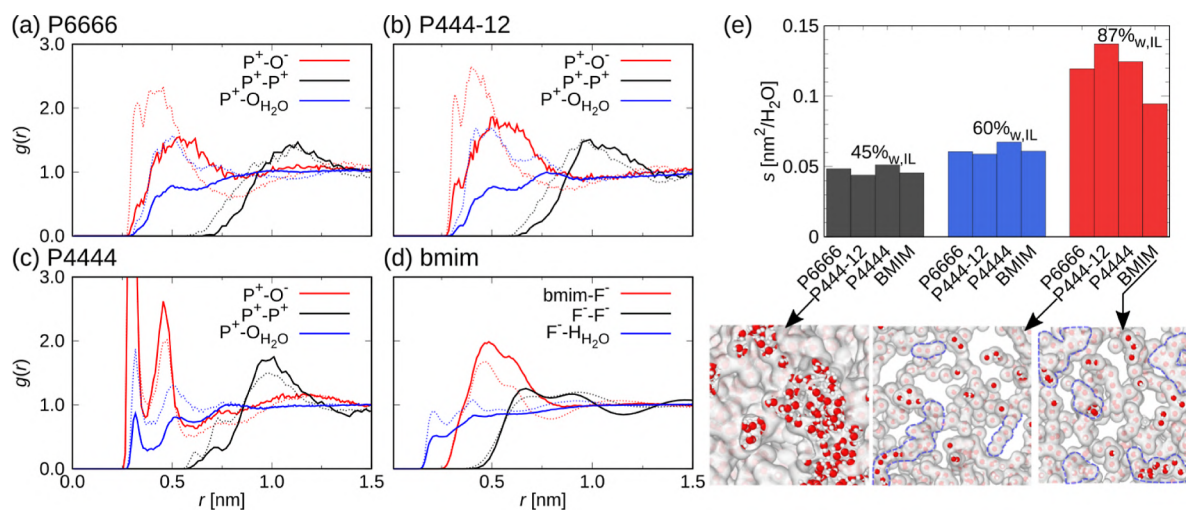 (a) P6666
3.0
2.0
1.0
0.0
g(r)
P⁺-O⁻
P⁺-P⁺
P⁺-O_H₂O
(b) P444-12
P⁺-O⁻
P⁺-P⁺
P⁺-O_H₂O
(c) P4444
3.0
2.0
1.0
0.0
g(r)
P⁺-O⁻
P⁺-P⁺
P⁺-O_H₂O
0.0 0.5 1.0 1.5
r [nm]
(d) bmim
bmim-F⁻
F⁻-F⁻
F⁻-H_H₂O
0.5 1.0 1.5
r [nm]
(e)
0.15
0.1
0.05
0
s [nm²/H₂O]
45%w,IL
60%w,IL
87%w,IL
P6666
P444-12
P4444
BMIM
P6666
P444-12
P4444
BMIM
P6666
P444-12
P4444
BMIM